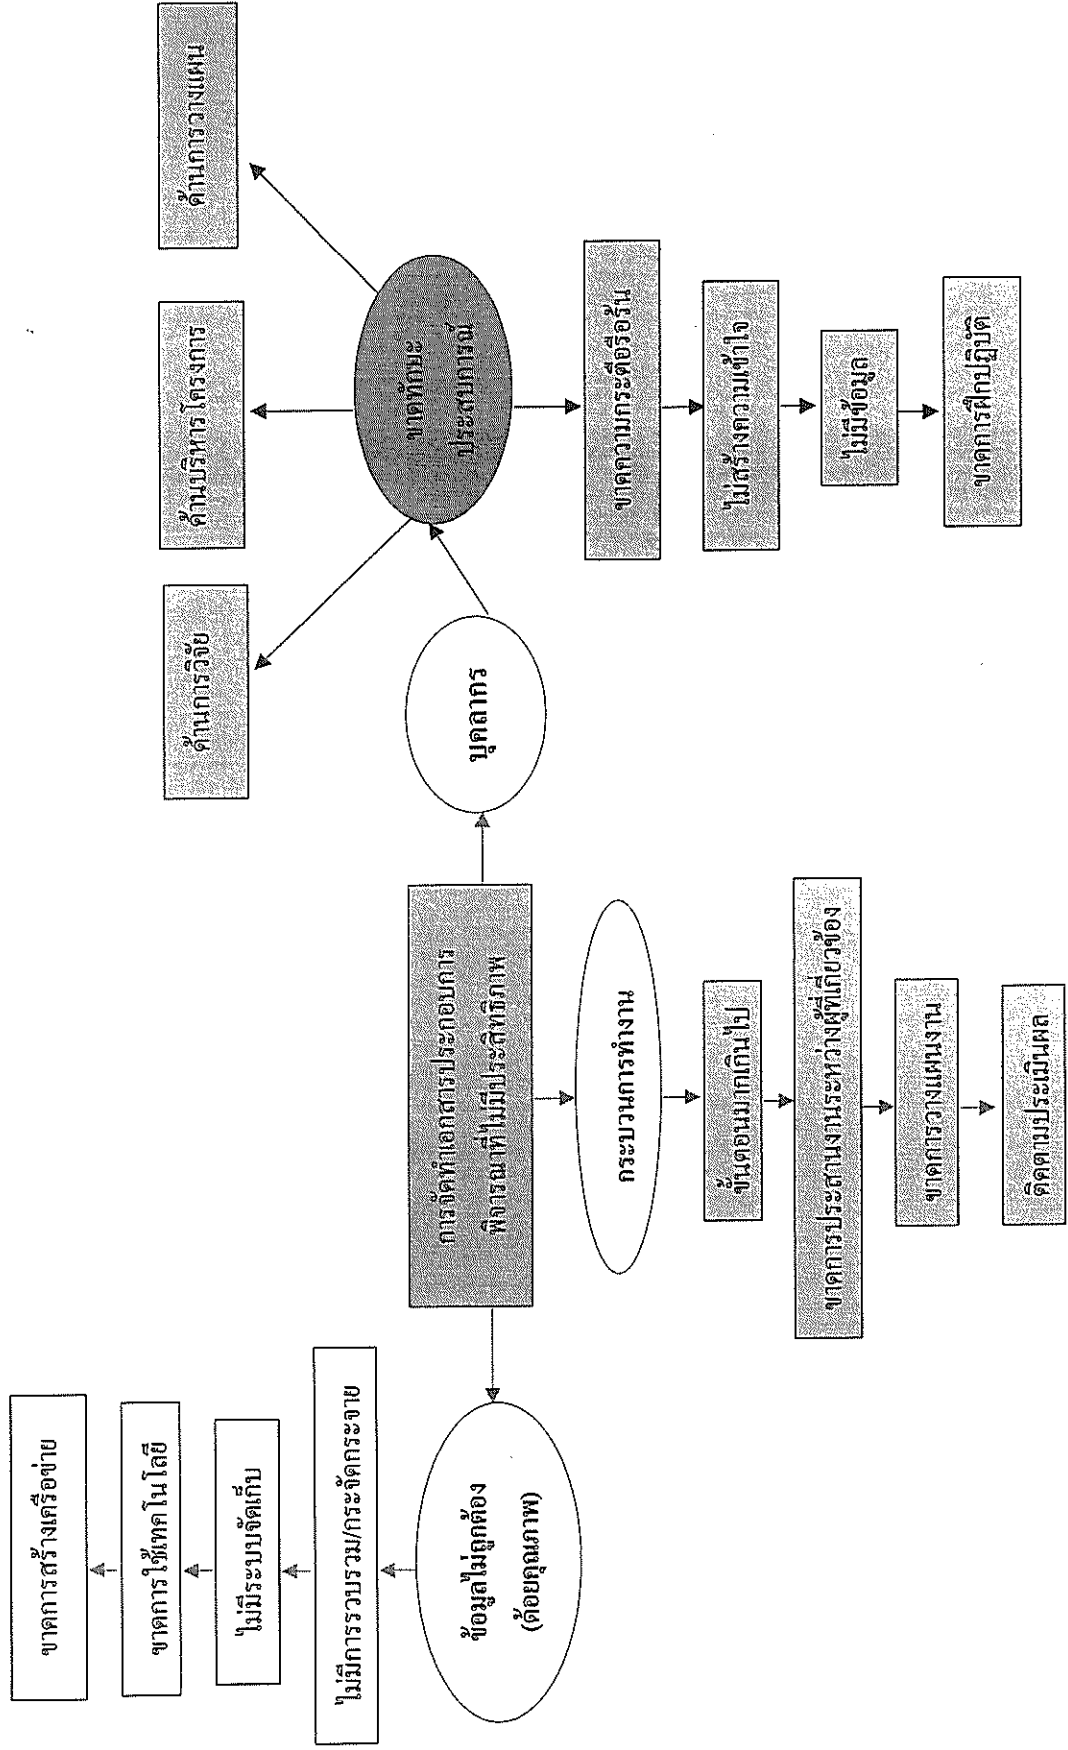 ขาดการสร้างเครือข่าย
ขาดการใช้เทคโนโลยี
ไม่มีระบบจัดเก็บ
ไม่มีการรวบรวม/กระจัดกระจาย
ข้อมูลไม่ถูกต้อง
(ด้อยคุณภาพ)
การจัดทำเอกสารประกอบการ
พิจารณาที่ไม่มีประสิทธิภาพ
กระบวนการทำงาน
ขั้นตอนมากเกินไป
ขาดการประสานงานระหว่างผู้ที่เกี่ยวข้อง
ขาดการวางแผนงาน
ติดตามประเมินผล
บุคลากร
ด้านการวิจัย
ด้านบริหารโครงการ
ด้านการวางแผน
ขาดทักษะ
ประสบการณ์
ขาดความกระตือรือร้น
ไม่สร้างความเข้าใจ
ไม่มีข้อมูล
ขาดการฝึกปฏิบัติ